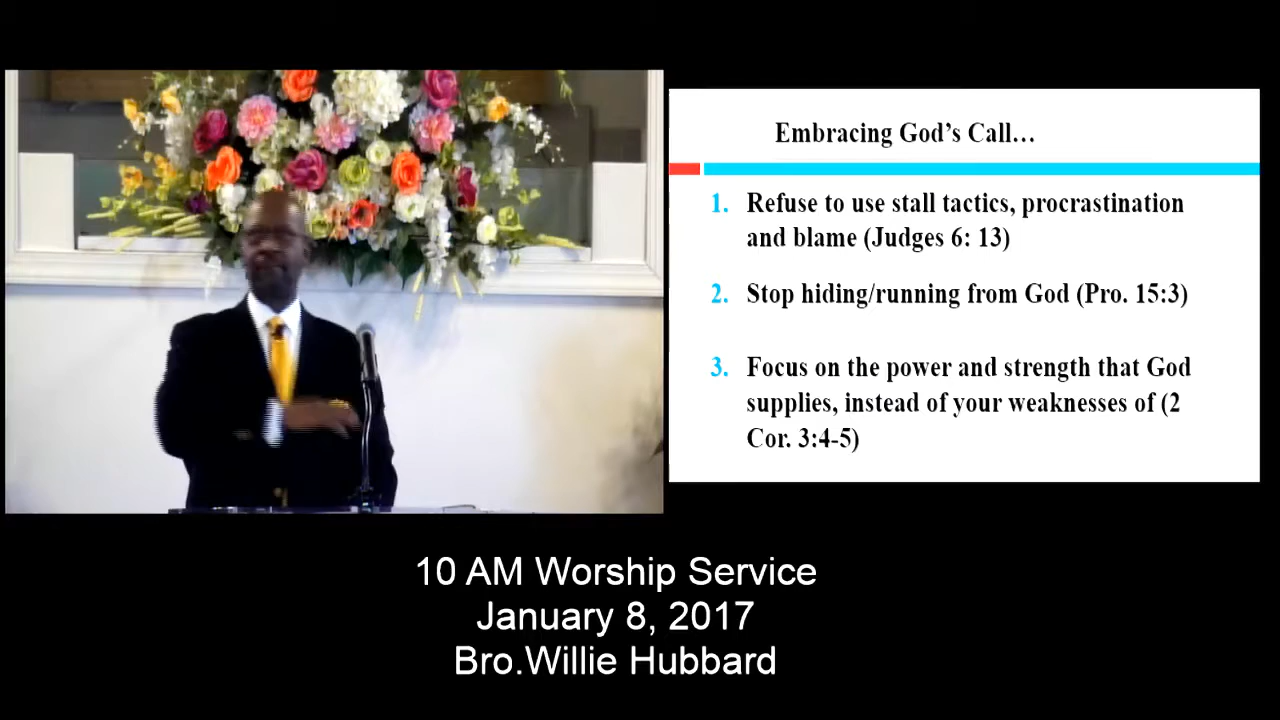 Embracing God's Call…
1. Refuse to use stall tactics, procrastination
and blame (Judges 6: 13)
2. Stop hiding/running from God (Pro. 15:3)
3. Focus on the power and strength that God
supplies, instead of your weaknesses of (2
Cor. 3:4-5)
10 AM Worship Service
January 8, 2017
Bro.Willie Hubbard